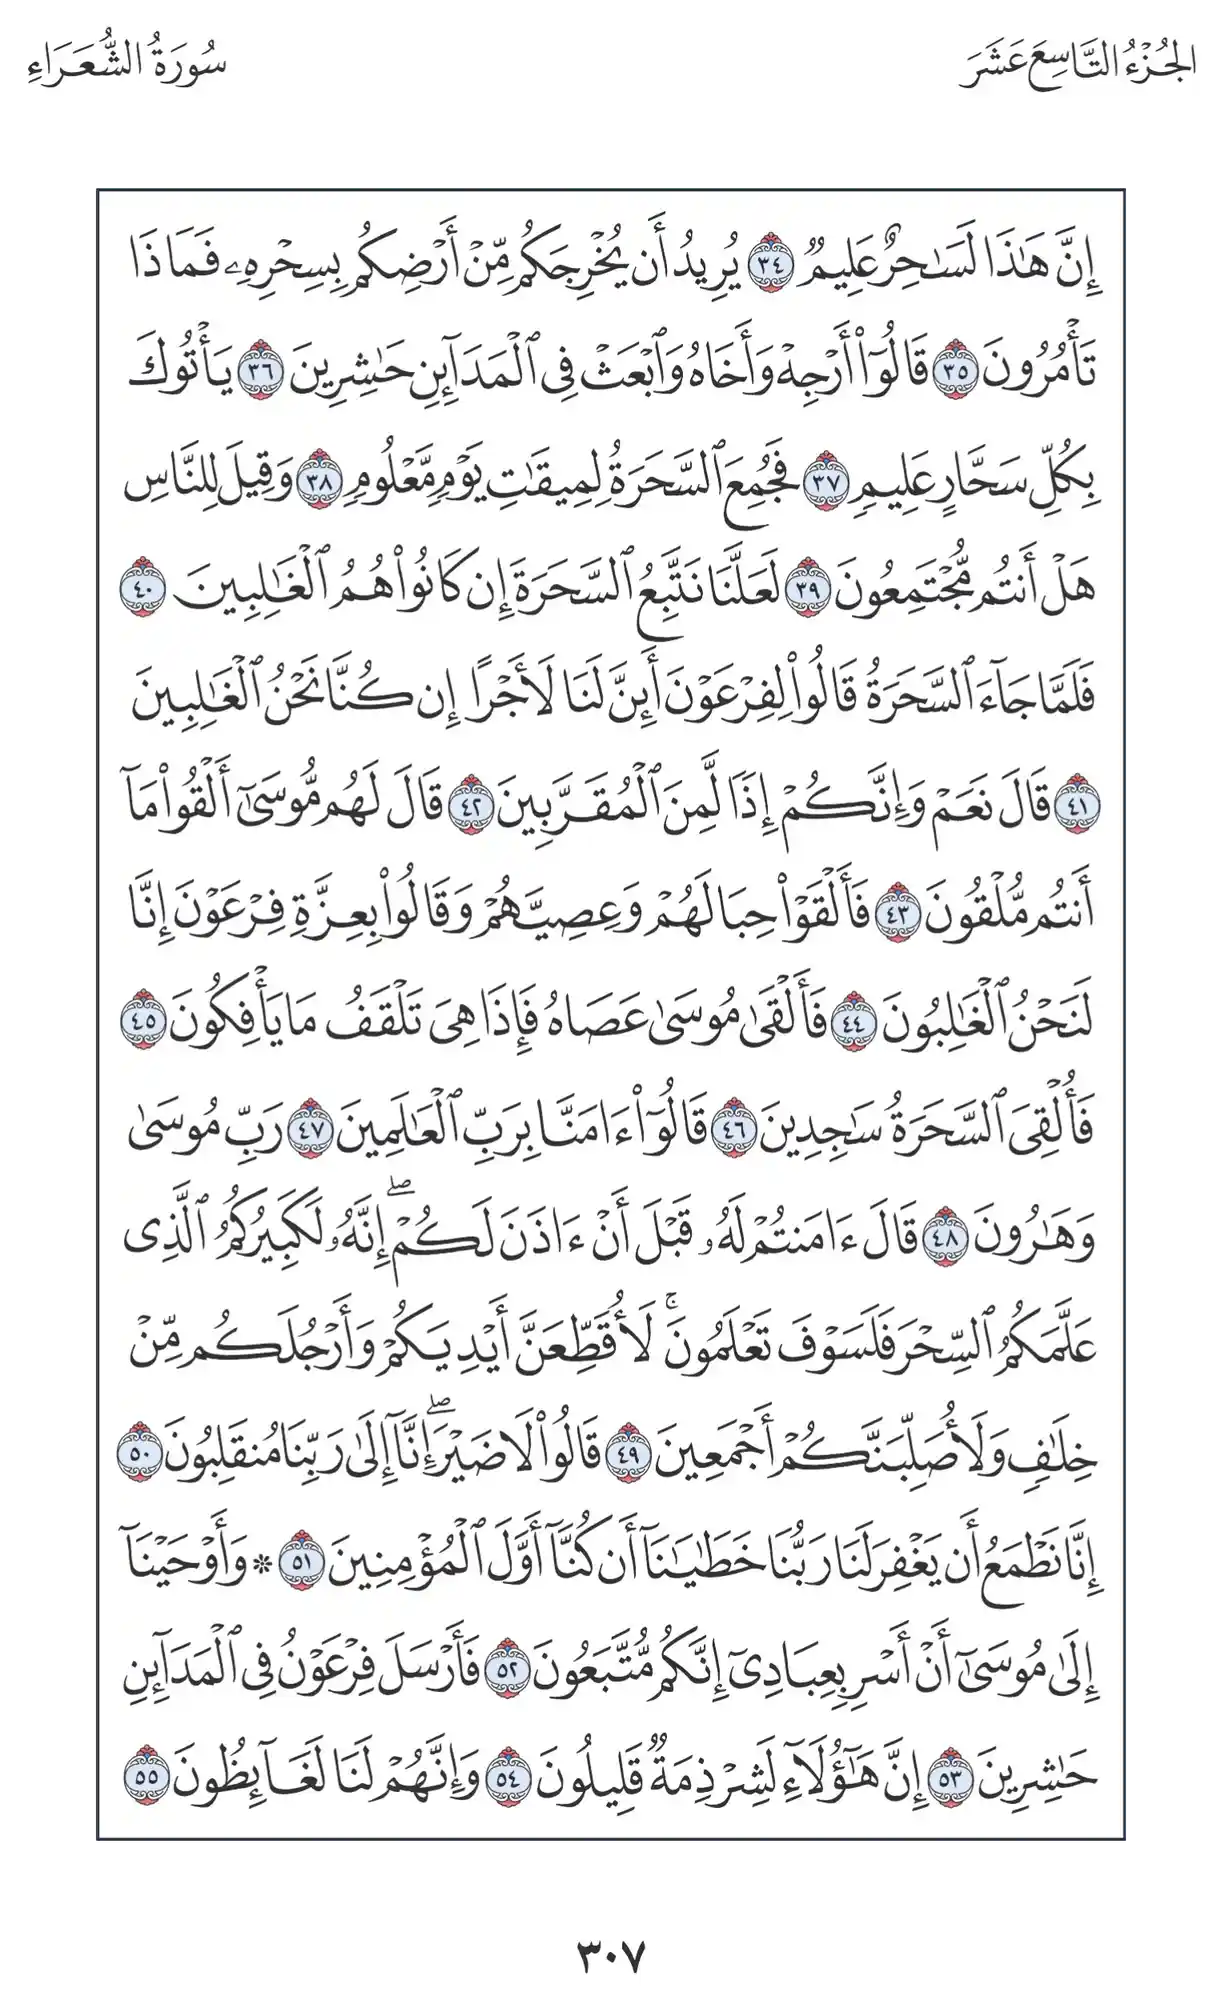 الجُزْءُ التَّاسِعَ عَشَرَ
سُورَةُ الشُّعَرَاءِ
إِنَّ هَٰذَا لَسَٰحِرٌ عَلِيمٌ ٣٤ يُرِيدُ أَن يُخْرِجَكُم مِّنْ أَرْضِكُم بِسِحْرِهِۦ فَمَاذَا
تَأْمُرُونَ ٣٥ قَالُوٓا۟ أَرْجِهْ وَأَخَاهُ وَٱبْعَثْ فِى ٱلْمَدَآئِنِ حَٰشِرِينَ ٣٦ يَأْتُوكَ
بِكُلِّ سَحَّارٍ عَلِيمٍ ٣٧ فَجُمِعَ ٱلسَّحَرَةُ لِمِيقَٰتِ يَوْمٍ مَّعْلُومٍ ٣٨ وَقِيلَ لِلنَّاسِ
هَلْ أَنتُم مُّجْتَمِعُونَ ٣٩ لَعَلَّنَا نَتَّبِعُ ٱلسَّحَرَةَ إِن كَانُوا۟ هُمُ ٱلْغَٰلِبِينَ ٤٠
فَلَمَّا جَآءَ ٱلسَّحَرَةُ قَالُوا۟ لِفِرْعَوْنَ أَئِنَّ لَنَا لَأَجْرًا إِن كُنَّا نَحْنُ ٱلْغَٰلِبِينَ
٤١ قَالَ نَعَمْ وَإِنَّكُمْ إِذًا لَّمِنَ ٱلْمُقَرَّبِينَ ٤٢ قَالَ لَهُم مُّوسَىٰٓ أَلْقُوا۟ مَآ
أَنتُم مُّلْقُونَ ٤٣ فَأَلْقَوْا۟ حِبَالَهُمْ وَعِصِيَّهُمْ وَقَالُوا۟ بِعِزَّةِ فِرْعَوْنَ إِنَّا
لَنَحْنُ ٱلْغَٰلِبُونَ ٤٤ فَأَلْقَىٰ مُوسَىٰ عَصَاهُ فَإِذَا هِىَ تَلْقَفُ مَا يَأْفِكُونَ ٤٥
فَأُلْقِىَ ٱلسَّحَرَةُ سَٰجِدِينَ ٤٦ قَالُوٓا۟ ءَامَنَّا بِرَبِّ ٱلْعَٰلَمِينَ ٤٧ رَبِّ مُوسَىٰ
وَهَٰرُونَ ٤٨ قَالَ ءَامَنتُمْ لَهُۥ قَبْلَ أَنْ ءَاذَنَ لَكُمْ ۖ إِنَّهُۥ لَكَبِيرُكُمُ ٱلَّذِى
عَلَّمَكُمُ ٱلسِّحْرَ فَلَسَوْفَ تَعْلَمُونَ ۚ لَأُقَطِّعَنَّ أَيْدِيَكُمْ وَأَرْجُلَكُم مِّنْ
خِلَٰفٍ وَلَأُصَلِّبَنَّكُمْ أَجْمَعِينَ ٤٩ قَالُوا۟ لَا ضَيْرَ ۖ إِنَّآ إِلَىٰ رَبِّنَا مُنقَلِبُونَ ٥٠
إِنَّا نَطْمَعُ أَن يَغْفِرَ لَنَا رَبُّنَا خَطَٰيَٰنَآ أَن كُنَّآ أَوَّلَ ٱلْمُؤْمِنِينَ ٥١ * وَأَوْحَيْنَآ
إِلَىٰ مُوسَىٰٓ أَنْ أَسْرِ بِعِبَادِىٓ إِنَّكُم مُّتَّبَعُونَ ٥٢ فَأَرْسَلَ فِرْعَوْنُ فِى ٱلْمَدَآئِنِ
حَٰشِرِينَ ٥٣ إِنَّ هَٰٓؤُلَآءِ لَشِرْذِمَةٌ قَلِيلُونَ ٥٤ وَإِنَّهُمْ لَنَا لَغَآئِظُونَ ٥٥
٣٠٧